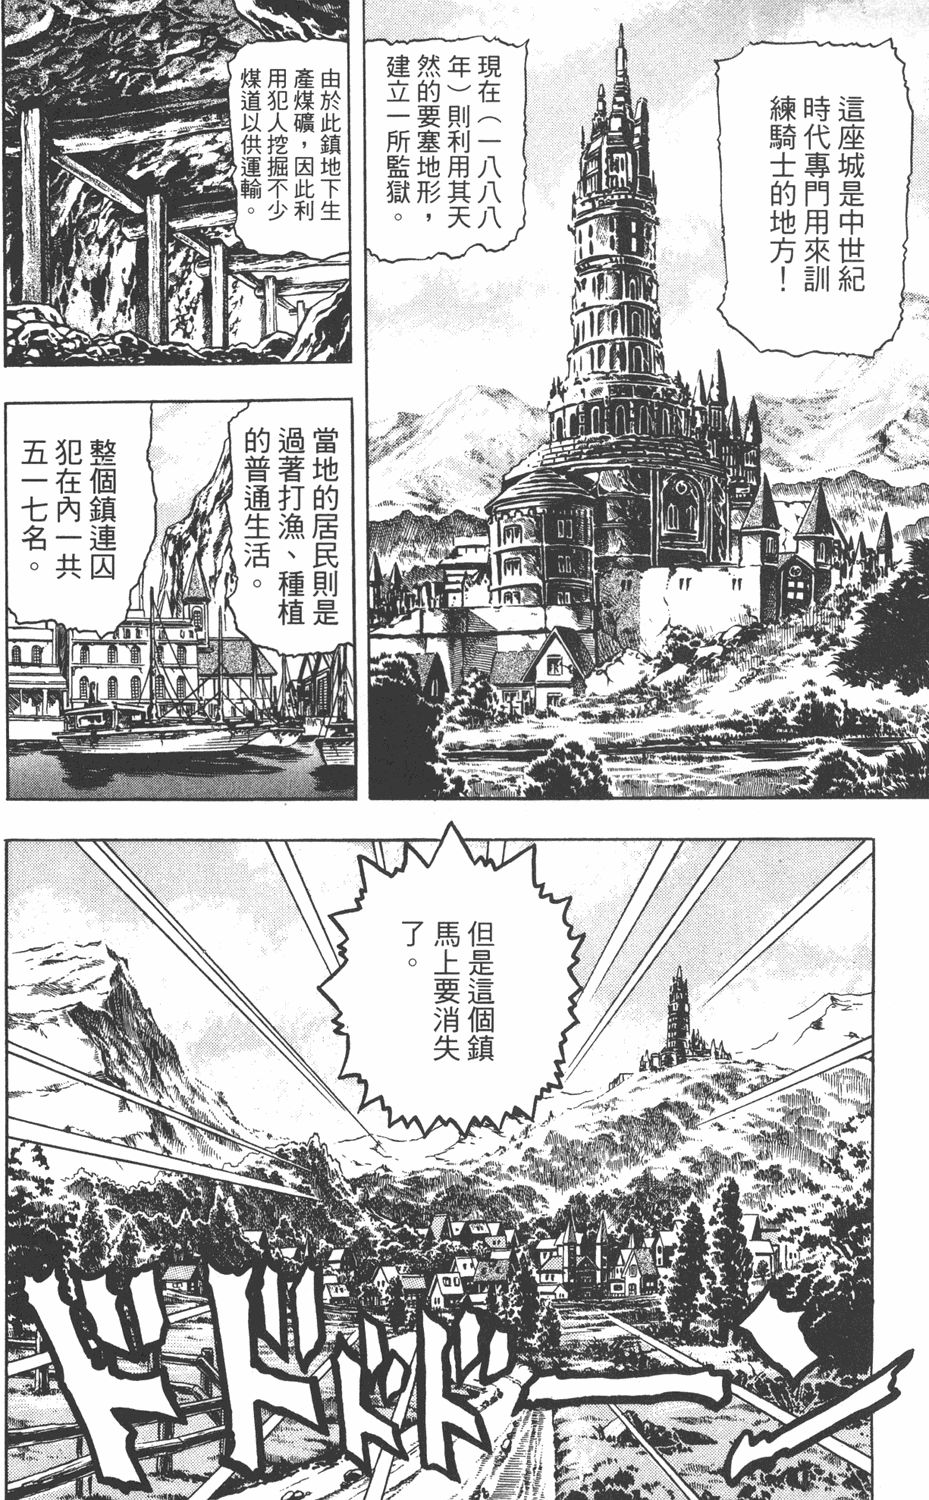 這座城是中世紀
時代專門用來訓
練騎士的地方！
現在（一八八八
年）則利用其天
然的要塞地形，
建立一所監獄。
由於此鎮地下生
產煤礦，因此利
用犯人挖掘不少
煤道以供運輸。
當地的居民則是
過著打漁、種植
的普通生活。
整個鎮連囚
犯在內一共
五一七名。
但是這個鎮
馬上要消失
了。
ドドドドーン